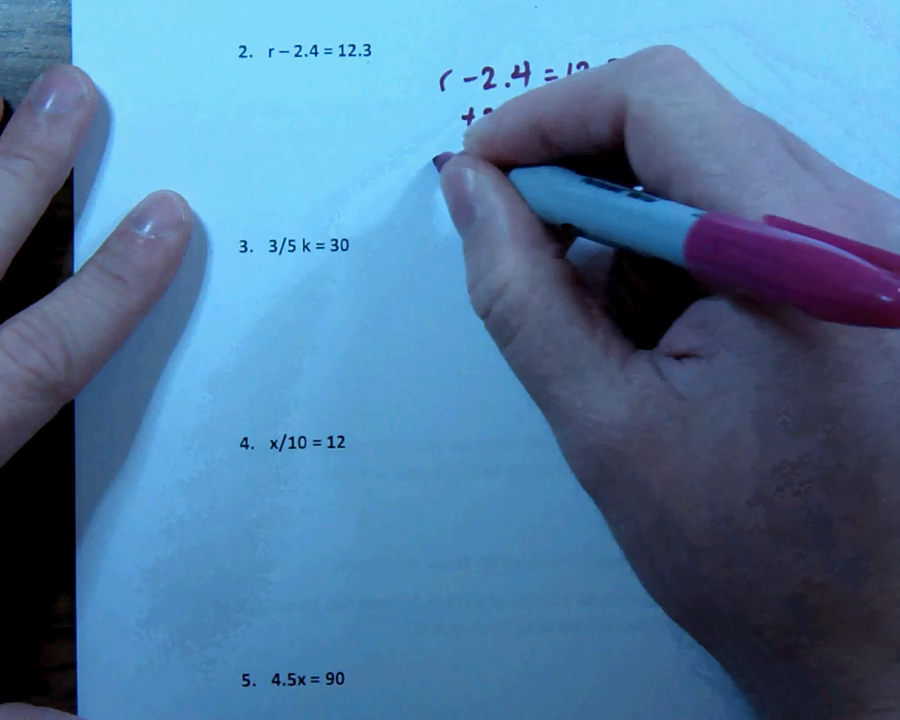 2. r – 2.4 = 12.3
r - 2.4 =
3. 3/5 k = 30
4. x/10 = 12
5. 4.5x = 90